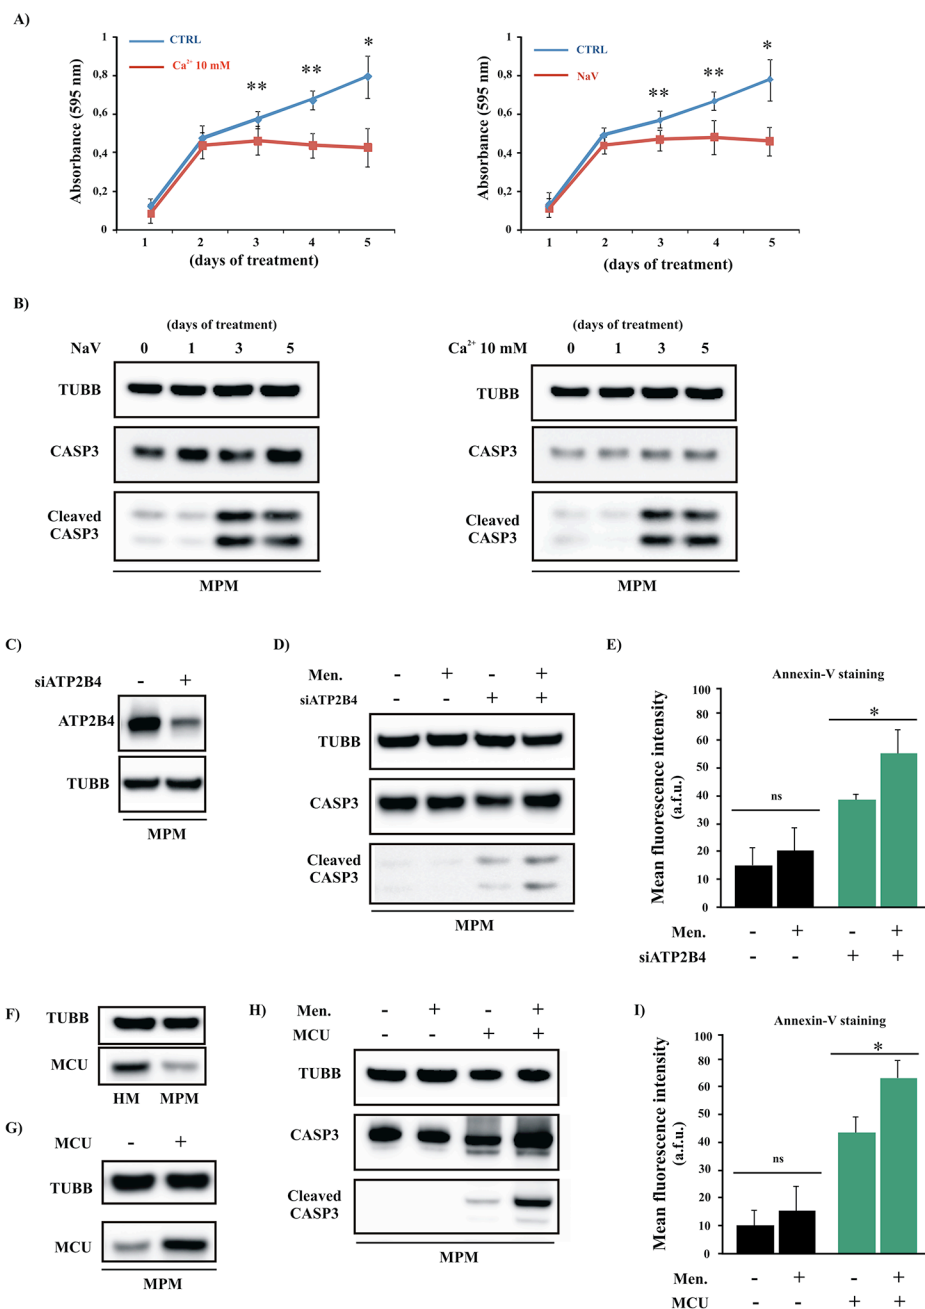 A)
CTRL
Ca²⁺ 10 mM
Absorbance (595 nm)
1
0,8
0,6
0,4
0,2
0
** ** *
1 2 3 4 5
(days of treatment)
CTRL
NaV
Absorbance (595 nm)
1
0,8
0,6
0,4
0,2
0
** ** *
1 2 3 4 5
(days of treatment)
B)
(days of treatment)
NaV 0 1 3 5
TUBB
CASP3
Cleaved
CASP3
MPM
(days of treatment)
Ca²⁺ 10 mM 0 1 3 5
TUBB
CASP3
Cleaved
CASP3
MPM
C)
siATP2B4 - +
ATP2B4
TUBB
MPM
D)
Men. - + - +
siATP2B4 - - + +
TUBB
CASP3
Cleaved
CASP3
MPM
E)
Annexin-V staining
Mean fluorescence intensity
(a.f.u.)
100
80
60
50
40
30
20
10
0
ns
*
Men. - + - +
siATP2B4 - - + +
F)
TUBB
MCU
HM MPM
G)
MCU - +
TUBB
MCU
MPM
H)
Men. - + - +
MCU - - + +
TUBB
CASP3
Cleaved
CASP3
MPM
I)
Annexin-V staining
Mean fluorescence intensity
(a.f.u.)
100
80
60
50
40
30
20
10
0
ns
*
Men. - + - +
MCU - - + +